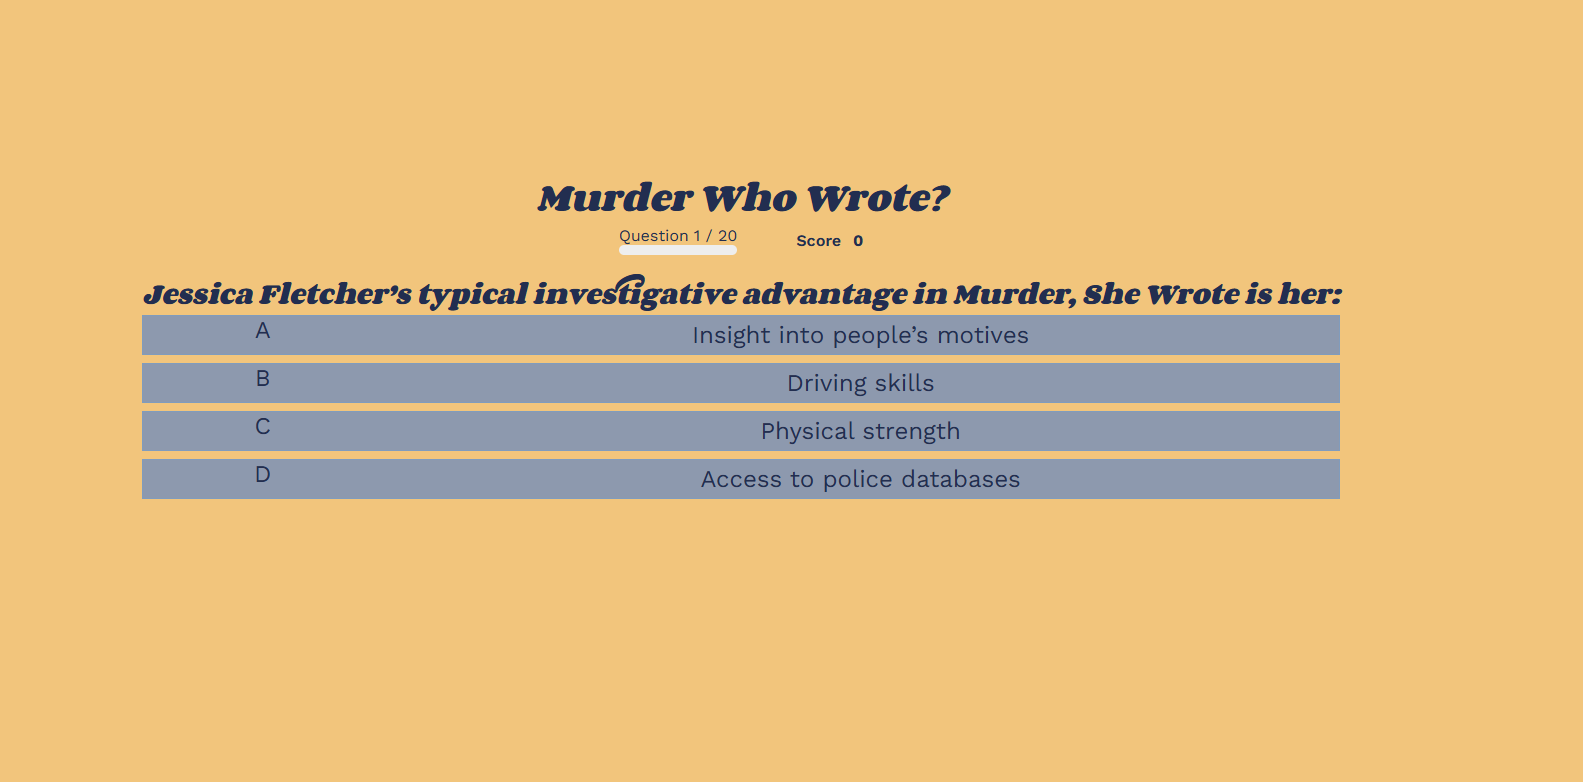 Murder Who Wrote?
Question 1 / 20
Score 0
Jessica Fletcher’s typical investigative advantage in Murder, She Wrote is her:
A Insight into people’s motives
B Driving skills
C Physical strength
D Access to police databases